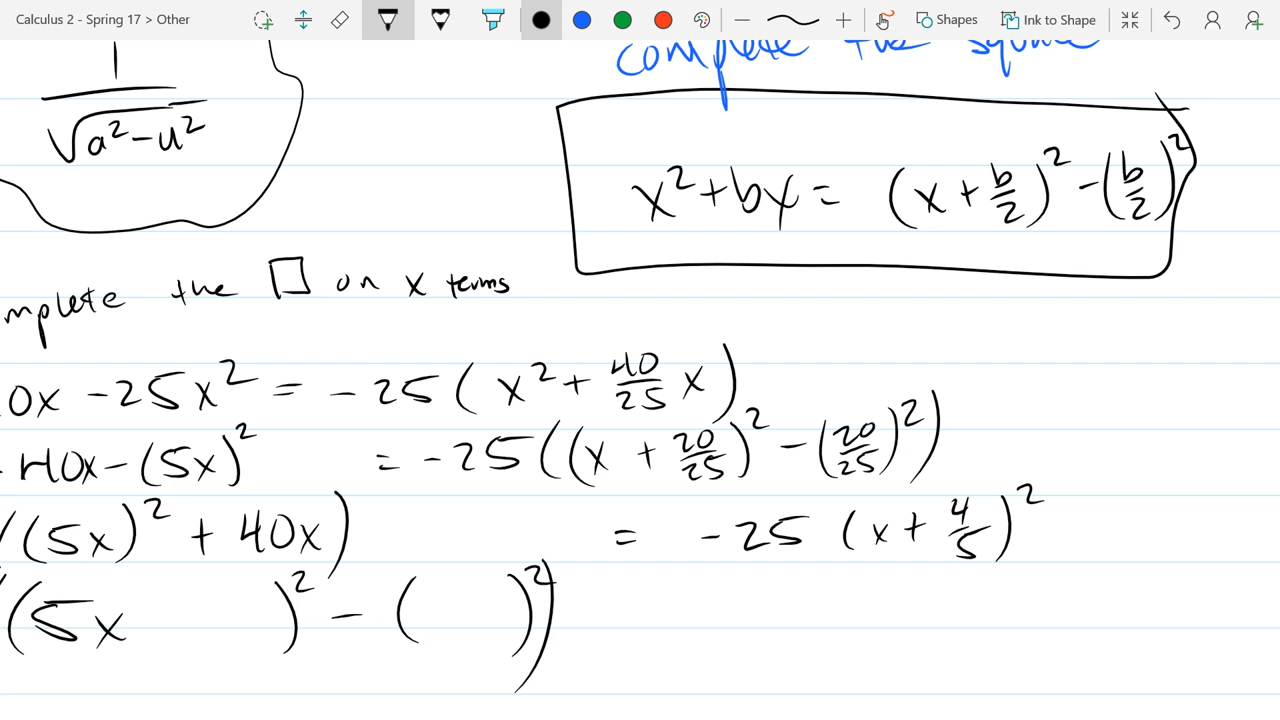 Calculus 2 - Spring 17 > Other
Shapes
Ink to Shape
complete the square
1
√a²-u²
x²+bx = (x + b/2)² - (b/2)²
mplete the □ on x terms
0x - 25x² = -25(x² + 40/25 x)
40x - (5x)² = -25((x + 20/25)² - (20/25)²)
((5x)² + 40x) = -25(x + 4/5)²
(5x )² - ( )²)